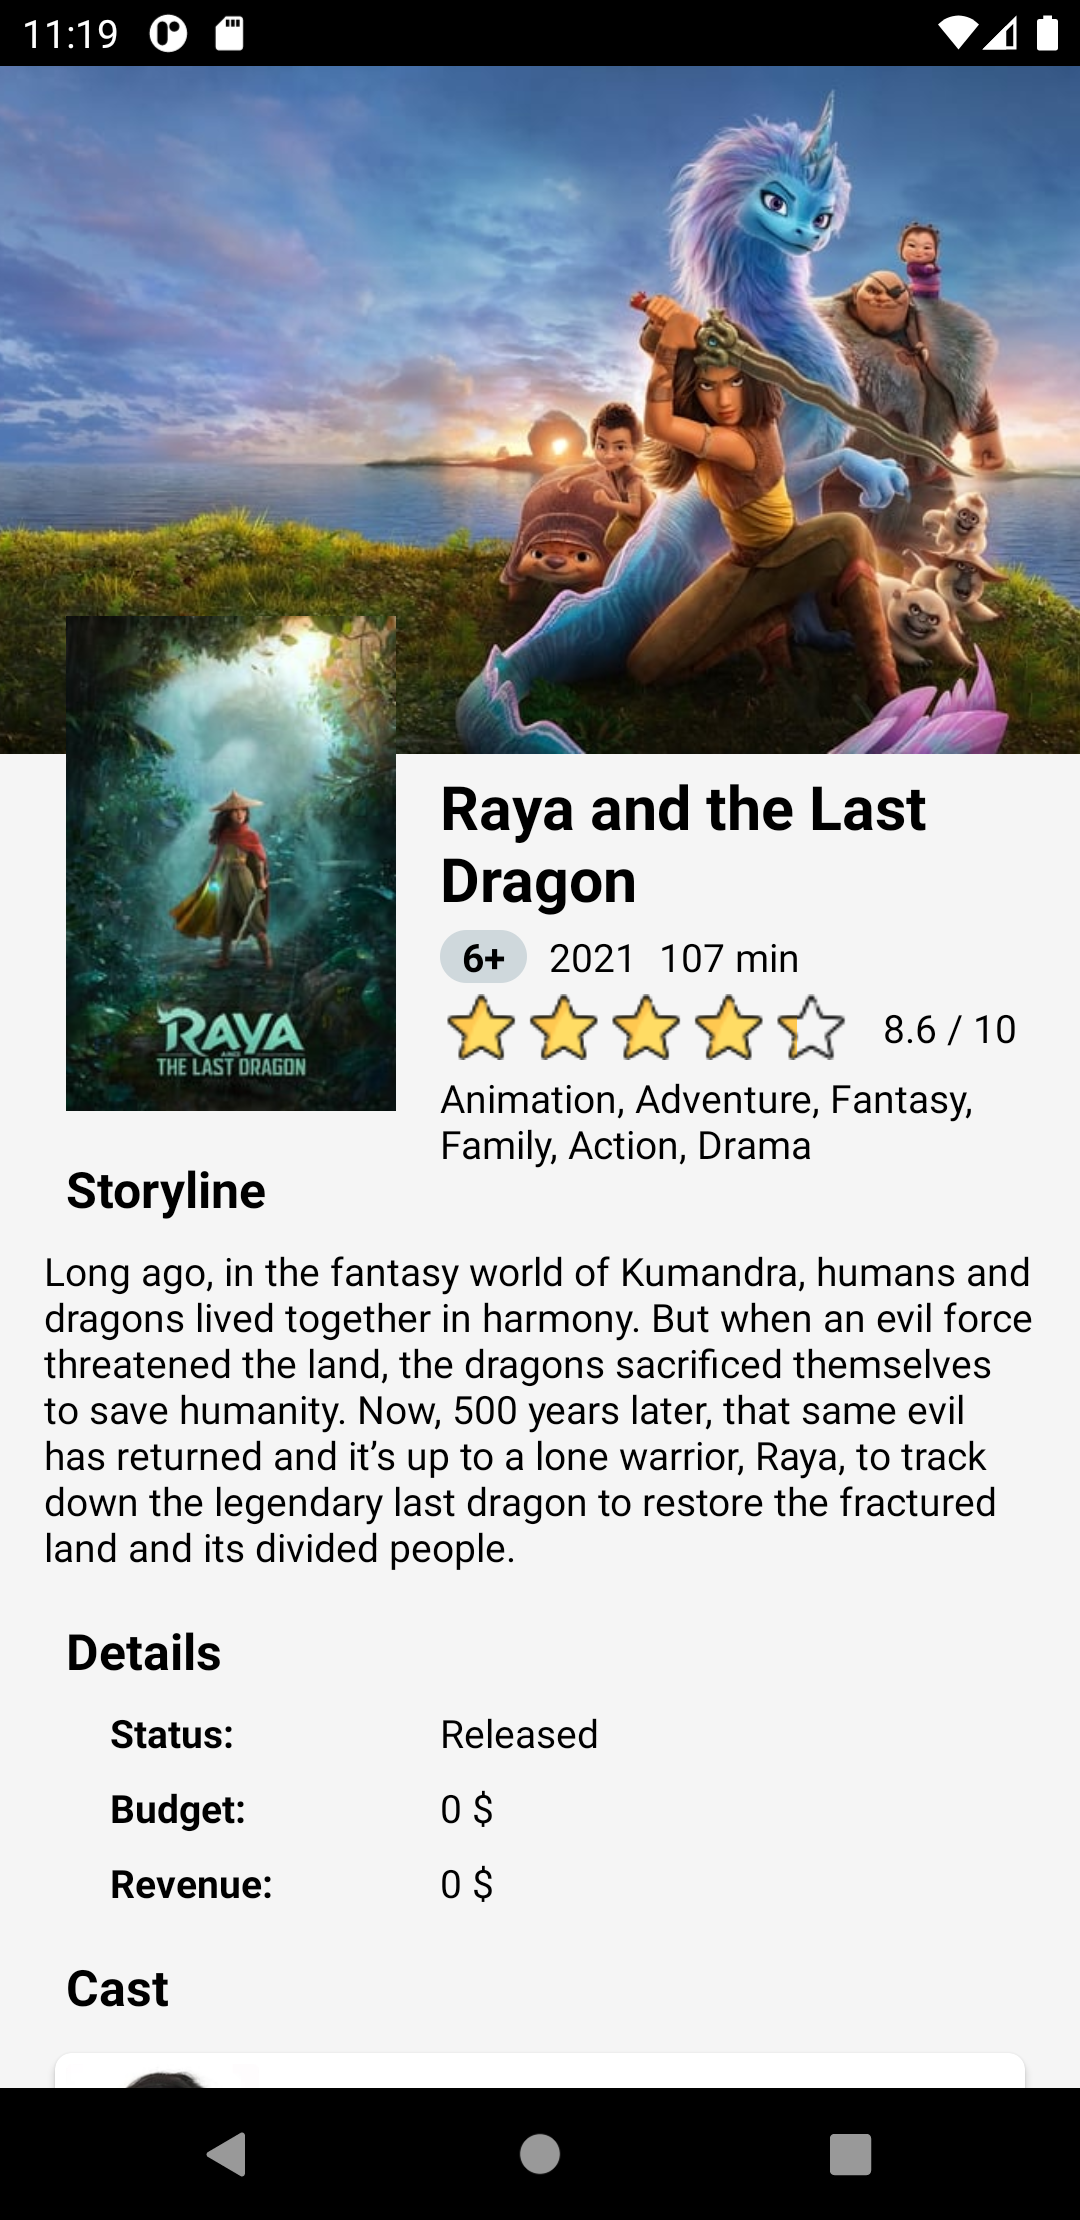 11:19
RAYA
AND
THE LAST DRAGON
Raya and the Last
Dragon
6+ 2021 107 min
8.6 / 10
Animation, Adventure, Fantasy,
Family, Action, Drama
Storyline
Long ago, in the fantasy world of Kumandra, humans and
dragons lived together in harmony. But when an evil force
threatened the land, the dragons sacrificed themselves
to save humanity. Now, 500 years later, that same evil
has returned and it’s up to a lone warrior, Raya, to track
down the legendary last dragon to restore the fractured
land and its divided people.
Details
Status: Released
Budget: 0 $
Revenue: 0 $
Cast